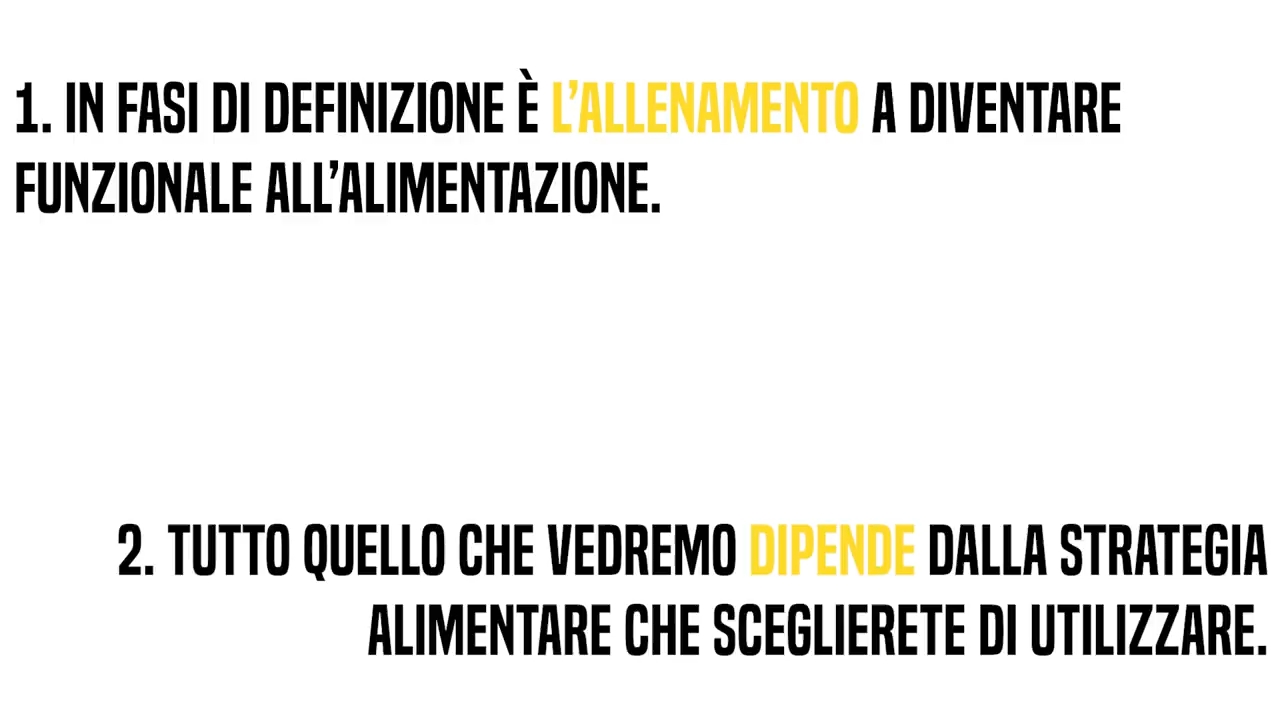 1. IN FASI DI DEFINIZIONE È L’ALLENAMENTO A DIVENTARE
FUNZIONALE ALL’ALIMENTAZIONE.
2. TUTTO QUELLO CHE VEDREMO DIPENDE DALLA STRATEGIA
ALIMENTARE CHE SCEGLIERETE DI UTILIZZARE.